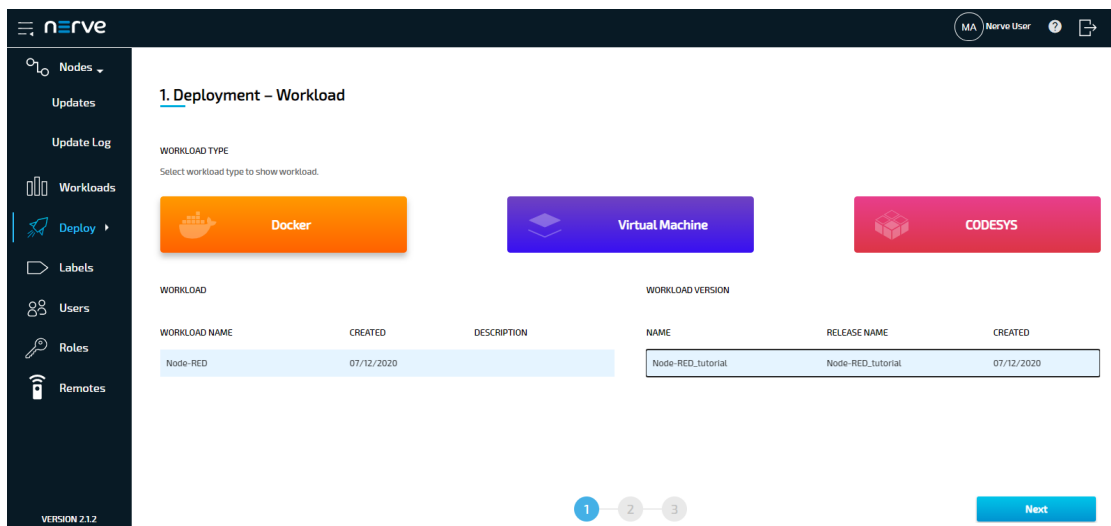 nerve
MA Nerve User ?
Nodes
Updates
Update Log
Workloads
Deploy
Labels
Users
Roles
Remotes
VERSION 2.1.2
1. Deployment – Workload
WORKLOAD TYPE
Select workload type to show workload.
Docker Virtual Machine CODESYS
WORKLOAD
WORKLOAD NAME CREATED DESCRIPTION
Node-RED 07/12/2020
WORKLOAD VERSION
NAME RELEASE NAME CREATED
Node-RED_tutorial Node-RED_tutorial 07/12/2020
1 2 3
Next